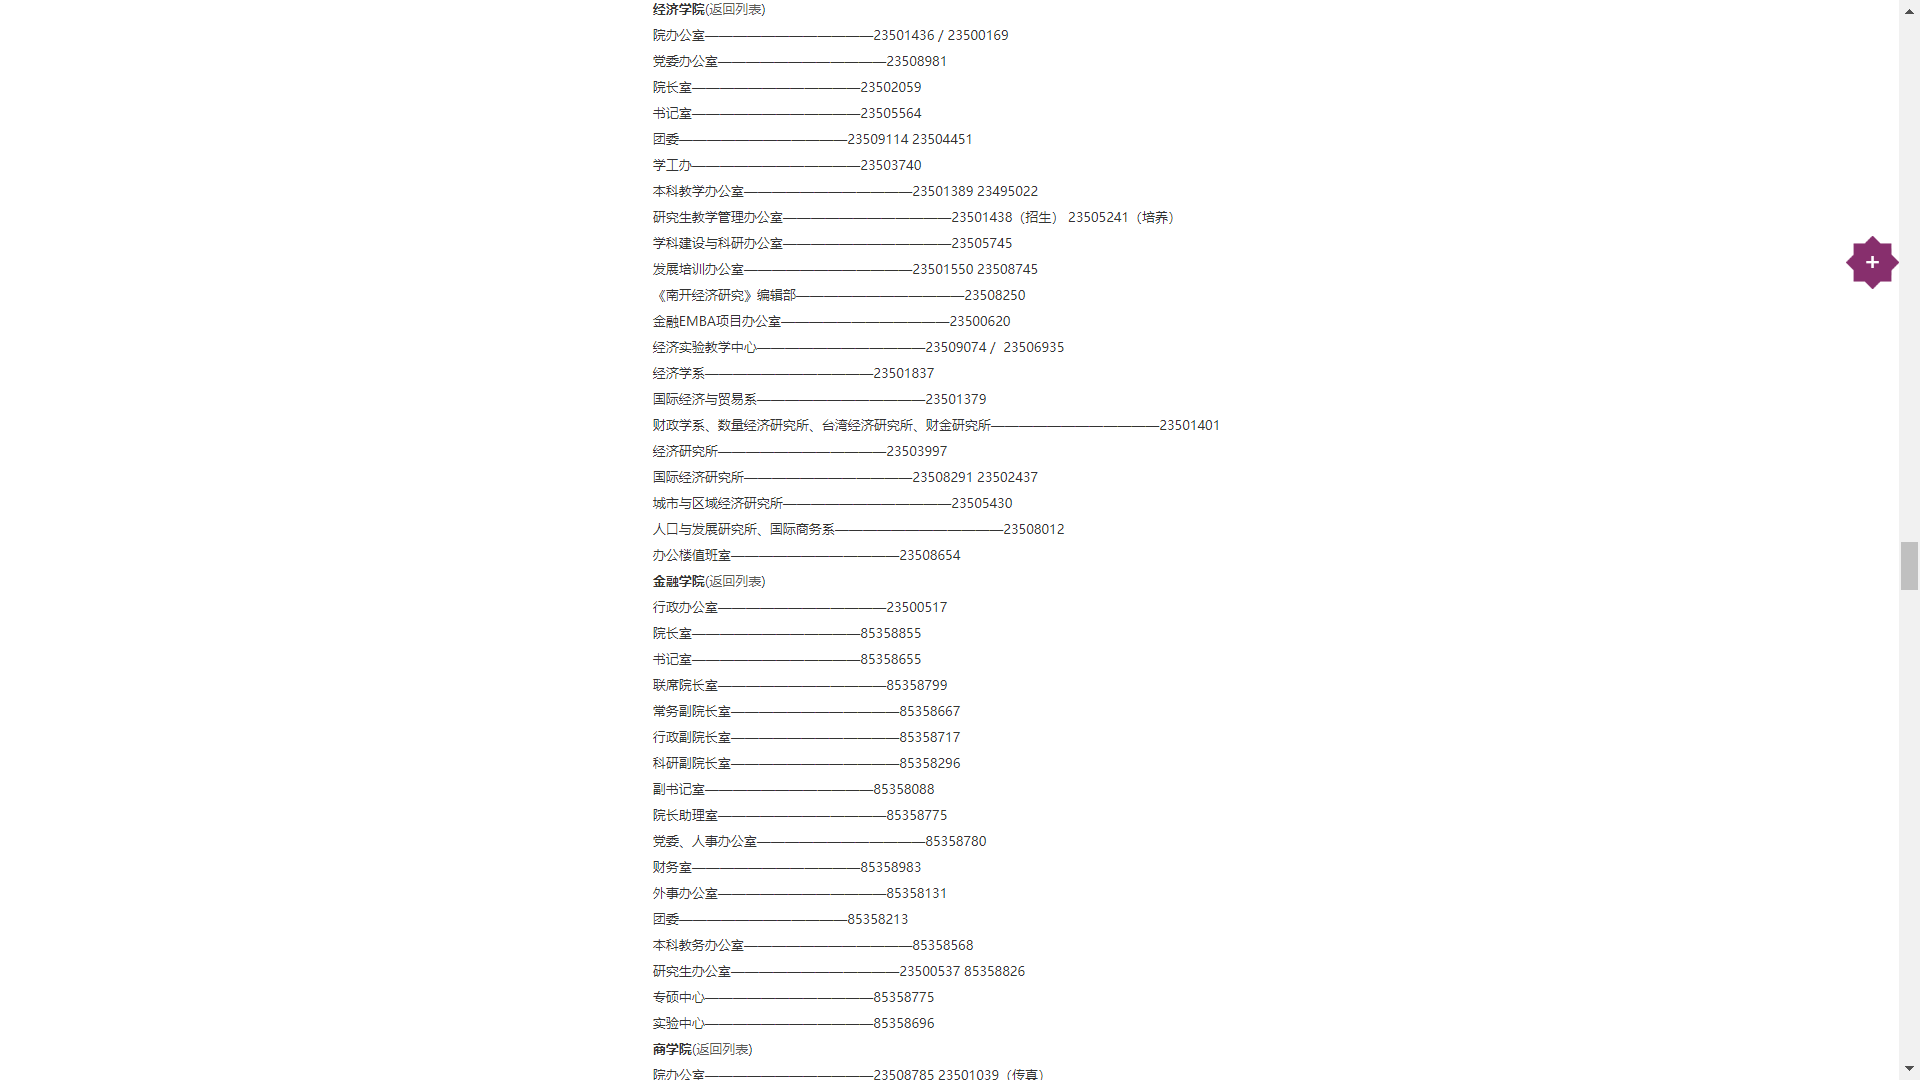 经济学院(返回列表)
院办公室————————————23501436 / 23500169
党委办公室————————————23508981
院长室————————————23502059
书记室————————————23505564
团委————————————23509114 23504451
学工办————————————23503740
本科教学办公室————————————23501389 23495022
研究生教学管理办公室————————————23501438（招生） 23505241（培养）
学科建设与科研办公室————————————23505745
发展培训办公室————————————23501550 23508745
《南开经济研究》编辑部————————————23508250
金融EMBA项目办公室————————————23500620
经济实验教学中心————————————23509074 / 23506935
经济学系————————————23501837
国际经济与贸易系————————————23501379
财政学系、数量经济研究所、台湾经济研究所、财金研究所————————————23501401
经济研究所————————————23503997
国际经济研究所————————————23508291 23502437
城市与区域经济研究所————————————23505430
人口与发展研究所、国际商务系————————————23508012
办公楼值班室————————————23508654
金融学院(返回列表)
行政办公室————————————23500517
院长室————————————85358855
书记室————————————85358655
联席院长室————————————85358799
常务副院长室————————————85358667
行政副院长室————————————85358717
科研副院长室————————————85358296
副书记室————————————85358088
院长助理室————————————85358775
党委、人事办公室————————————85358780
财务室————————————85358983
外事办公室————————————85358131
团委————————————85358213
本科教务办公室————————————85358568
研究生办公室————————————23500537 85358826
专硕中心————————————85358775
实验中心————————————85358696
商学院(返回列表)
院办公室————————————23508785 23501039（传真）